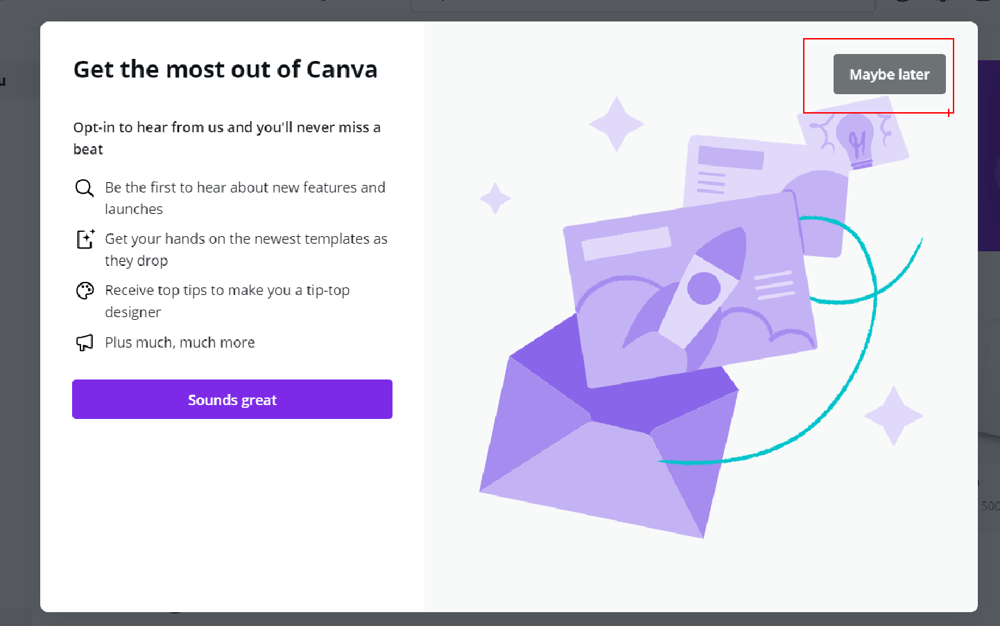 Get the most out of Canva
Maybe later
Opt-in to hear from us and you'll never miss a
beat
Be the first to hear about new features and
launches
Get your hands on the newest templates as
they drop
Receive top tips to make you a tip-top
designer
Plus much, much more
Sounds great
500